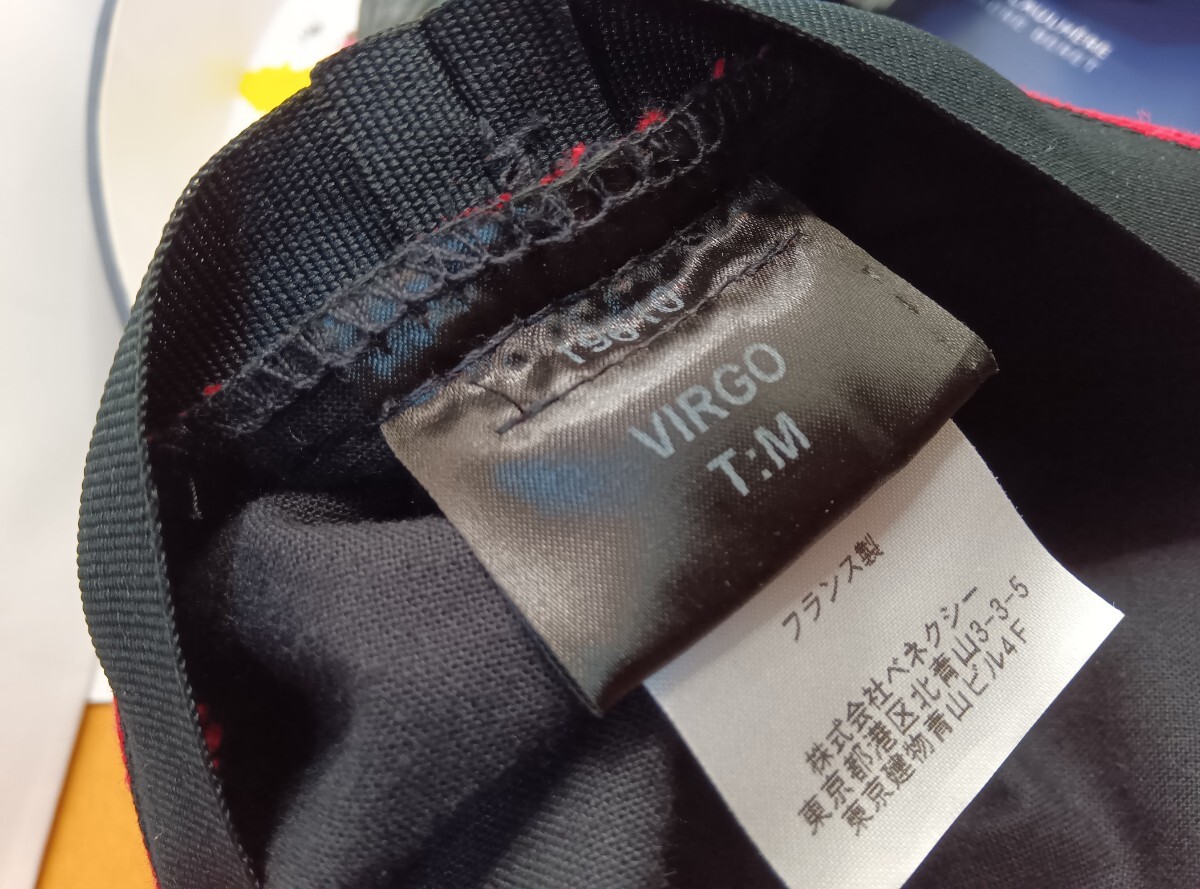 LAULHÈRE
VIRGO
T:M
フランス製
株式会社ベネクシー
東京都港区北青山3-3-5
東京建物青山ビル4F